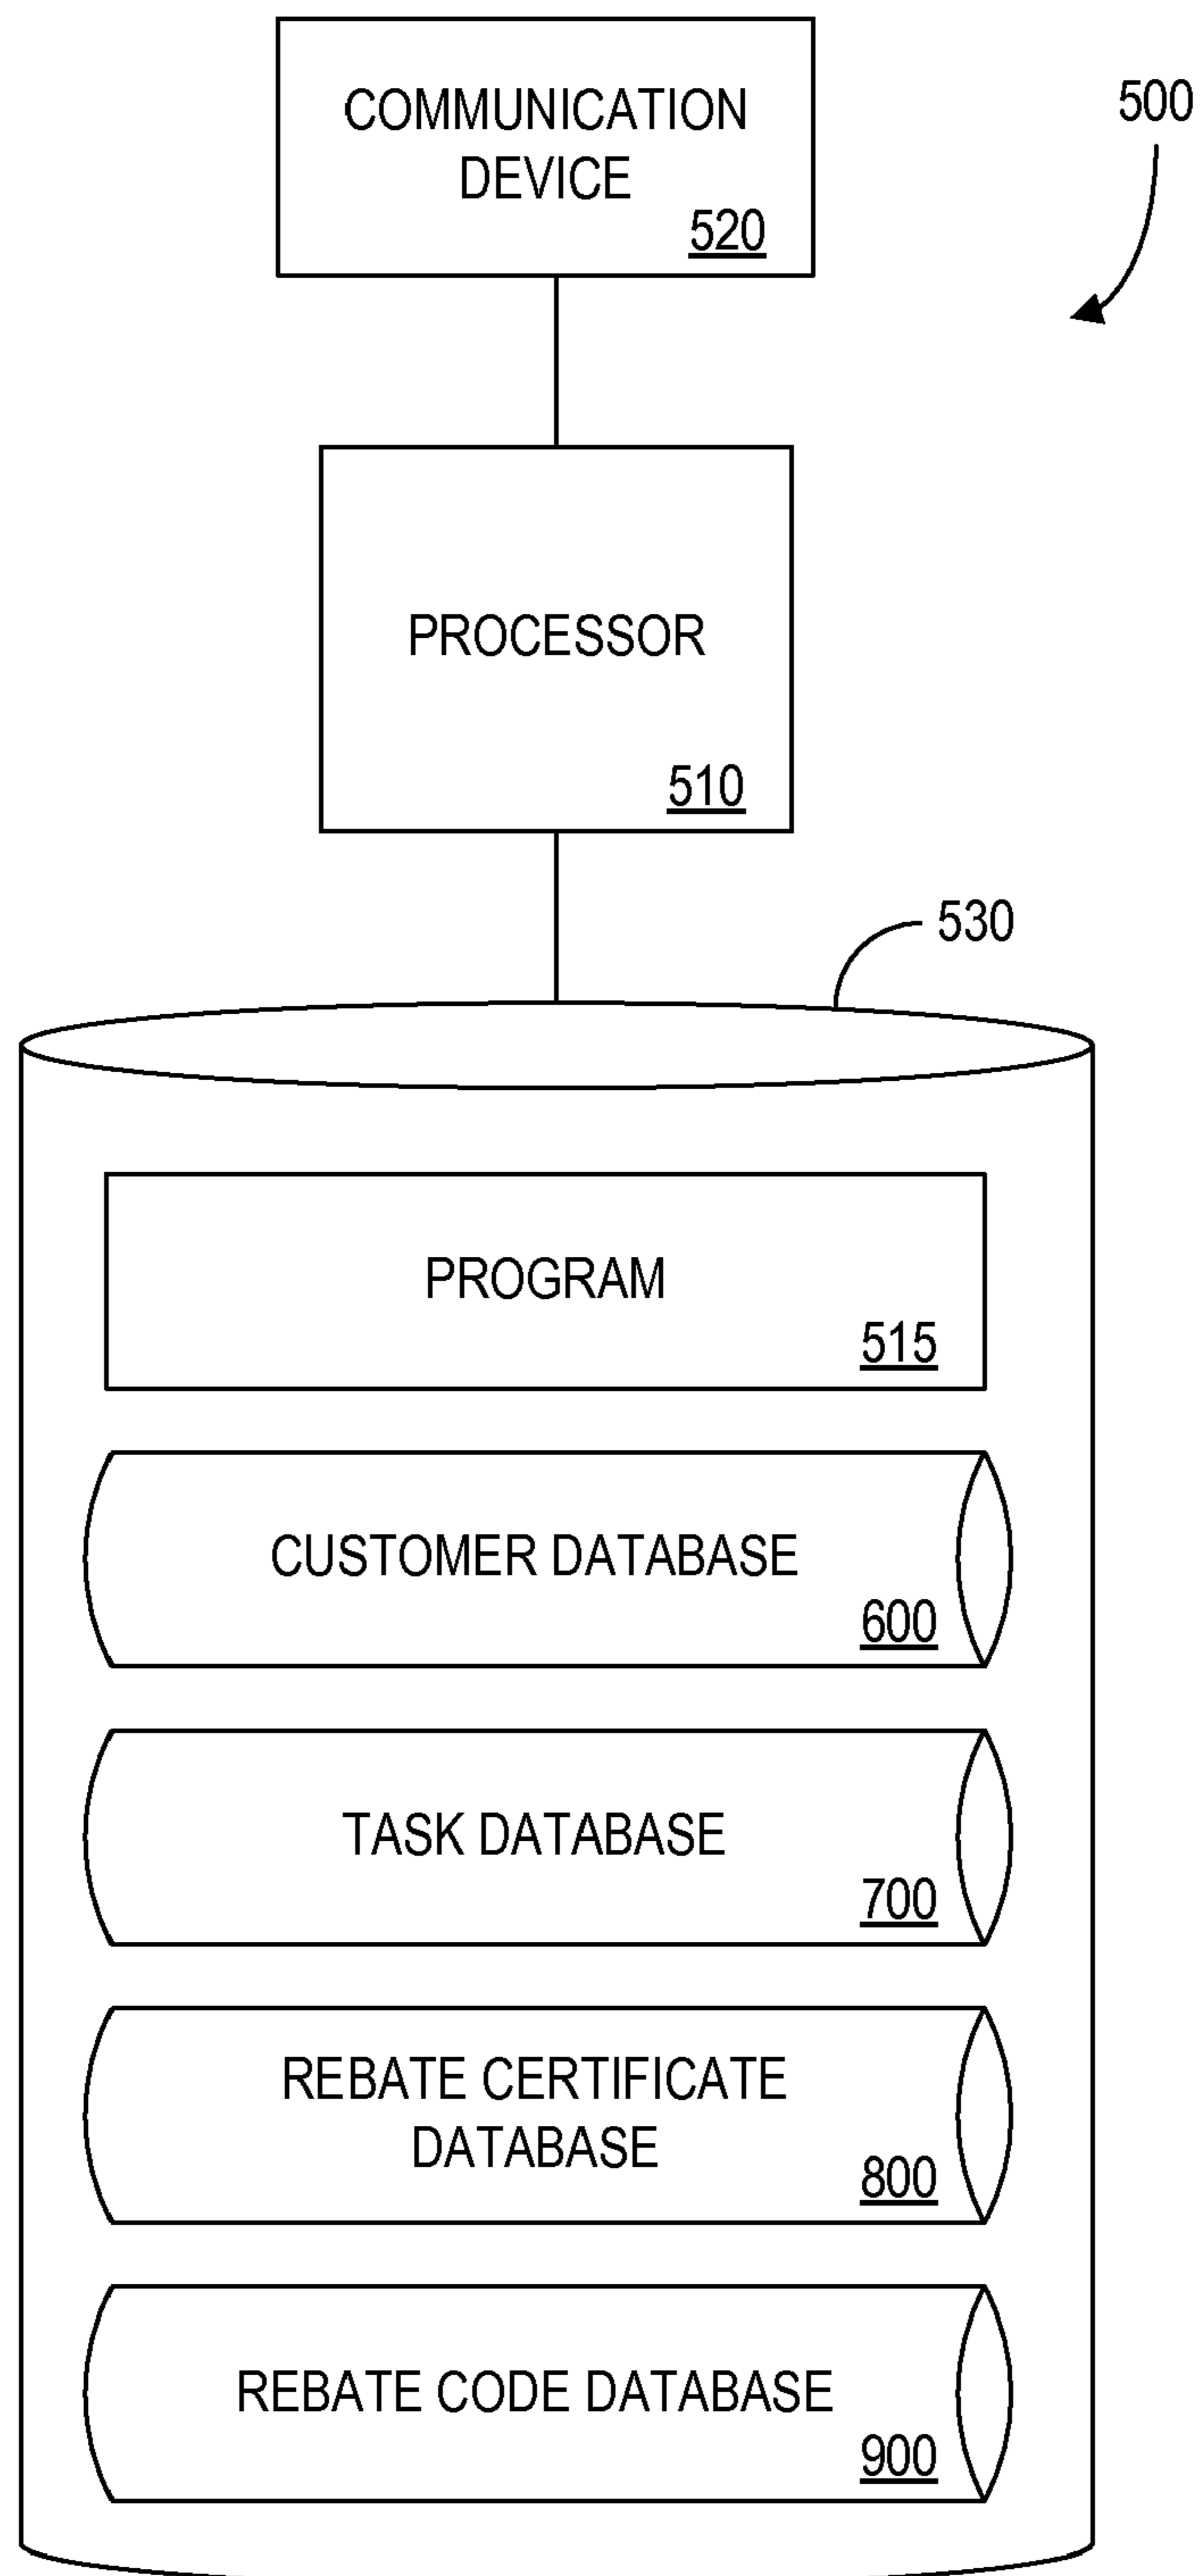 COMMUNICATION
DEVICE
520
500
PROCESSOR
510
530
PROGRAM
515
CUSTOMER DATABASE
600
TASK DATABASE
700
REBATE CERTIFICATE
DATABASE
800
REBATE CODE DATABASE
900